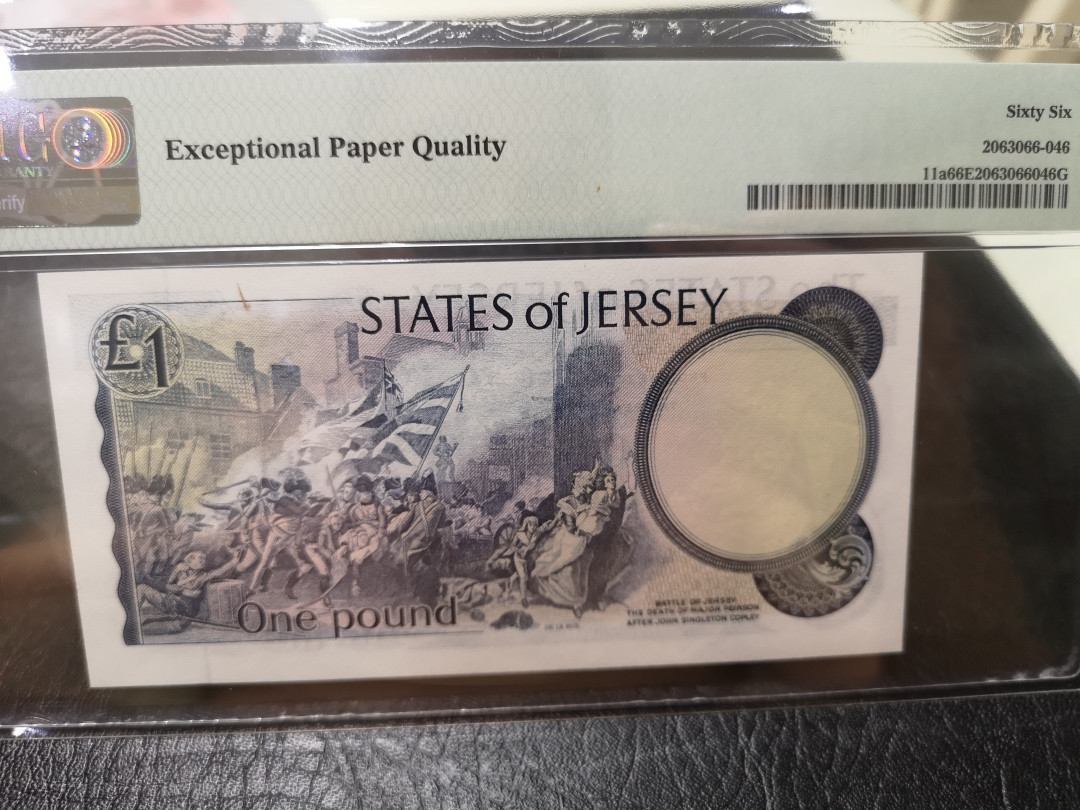 Sixty Six
Exceptional Paper Quality
2063066-046
11a66E2063066046G
STATES of JERSEY
£1
One pound
BATTLE OF JERSEY
THE DEATH OF MAJOR PEIRSON
AFTER JOHN SINGLETON COPLEY